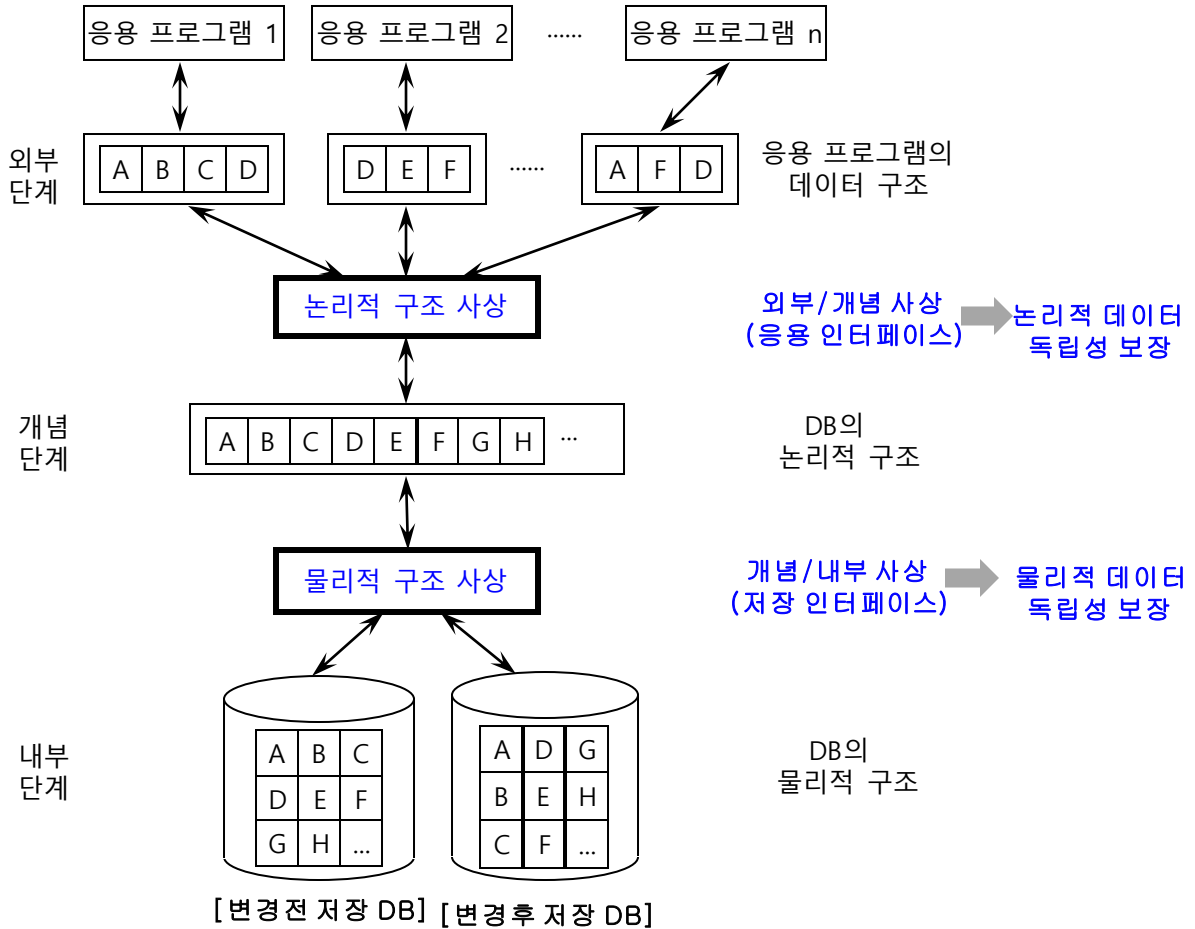 응용 프로그램 1
응용 프로그램 2
......
응용 프로그램 n
외부
단계
A B C D
D E F
......
A F D
응용 프로그램의
데이터 구조
논리적 구조 사상
외부/개념 사상
(응용 인터페이스)
논리적 데이터
독립성 보장
개념
단계
A B C D E F G H ...
DB의
논리적 구조
물리적 구조 사상
개념/내부 사상
(저장 인터페이스)
물리적 데이터
독립성 보장
내부
단계
A B C
D E F
G H ...
A D G
B E H
C F ...
DB의
물리적 구조
[변경전 저장 DB]
[변경후 저장 DB]